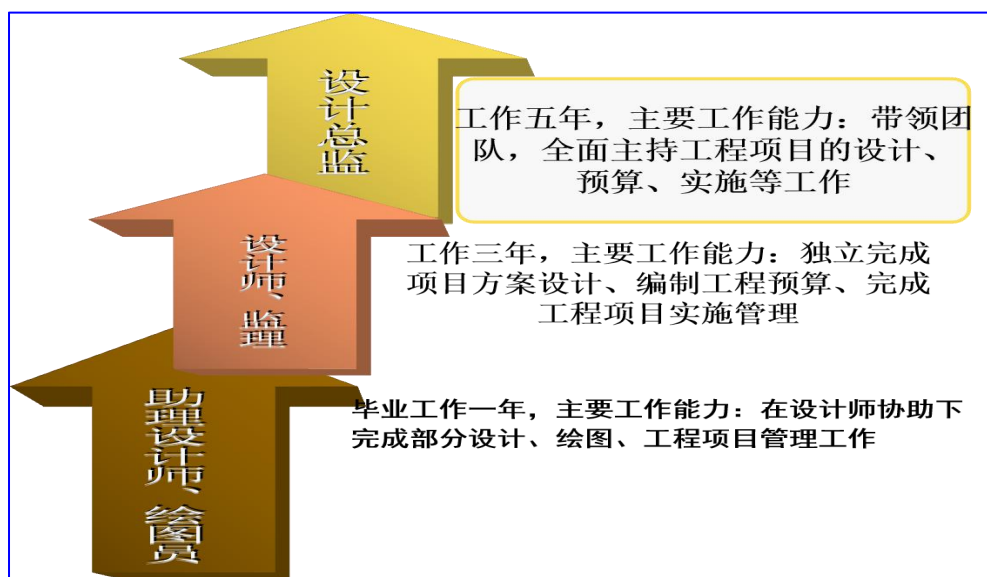 设计总监
工作五年，主要工作能力：带领团
队，全面主持工程项目的设计、
预算、实施等工作
设计师、监理
工作三年，主要工作能力：独立完成
项目方案设计、编制工程预算、完成
工程项目实施管理
助理设计师、绘图员
毕业工作一年，主要工作能力：在设计师协助下
完成部分设计、绘图、工程项目管理工作